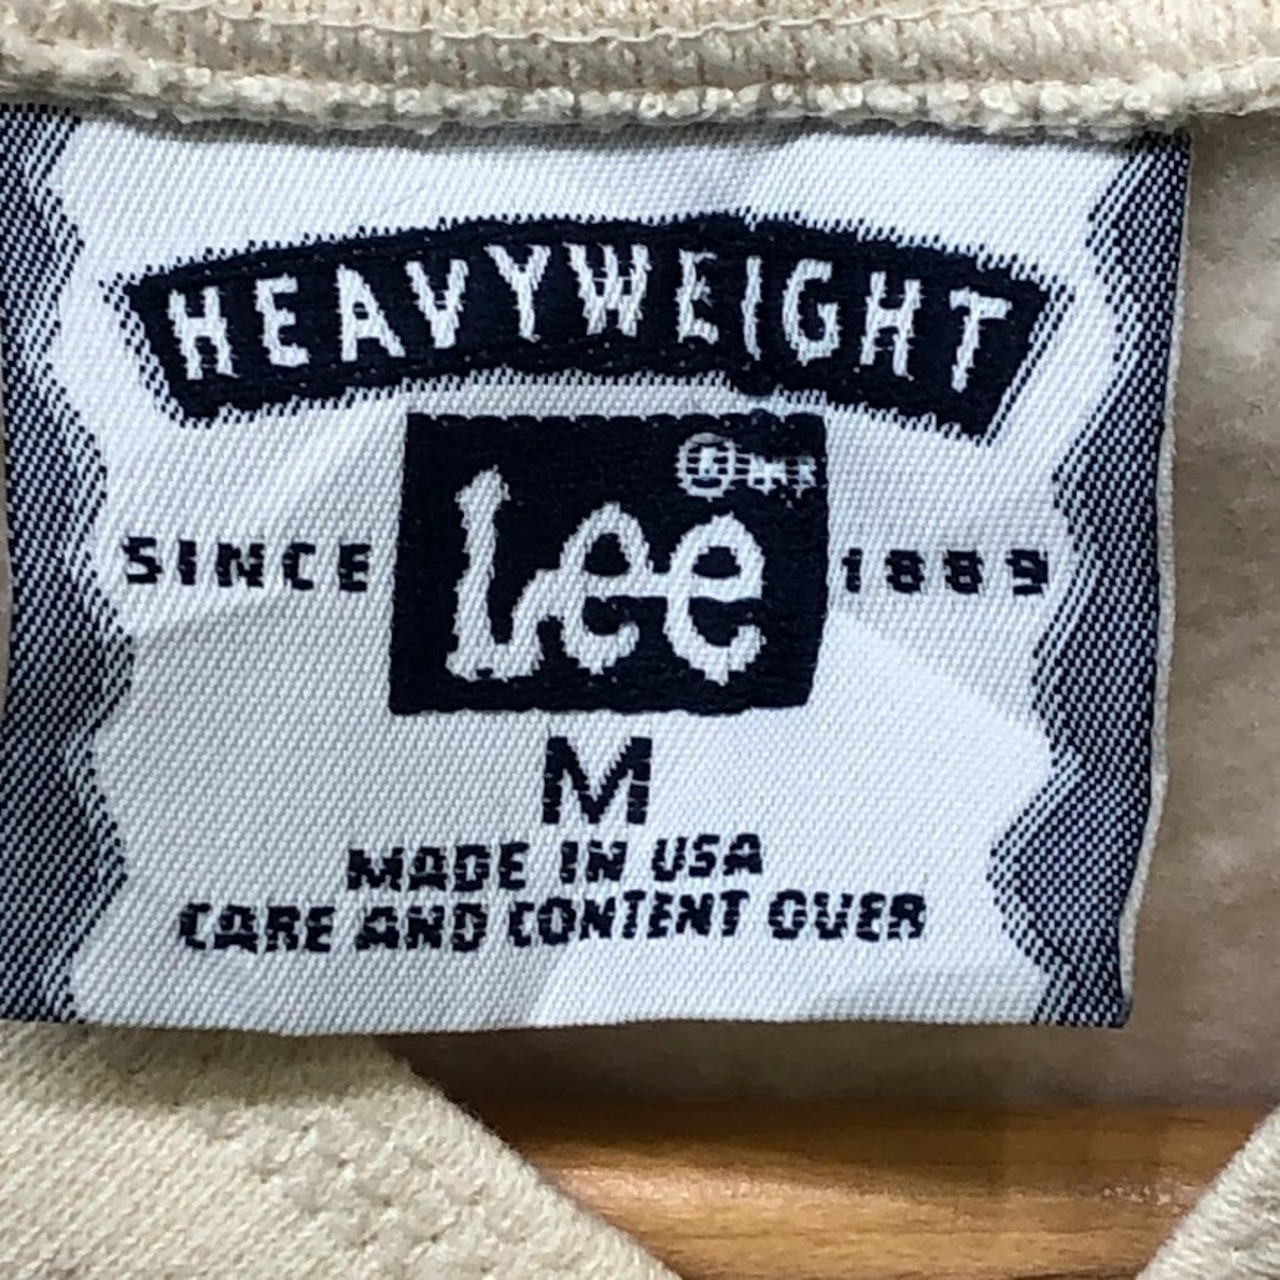 HEAVYWEIGHT
SINCE Lee 1889
M
MADE IN USA
CARE AND CONTENT OVER